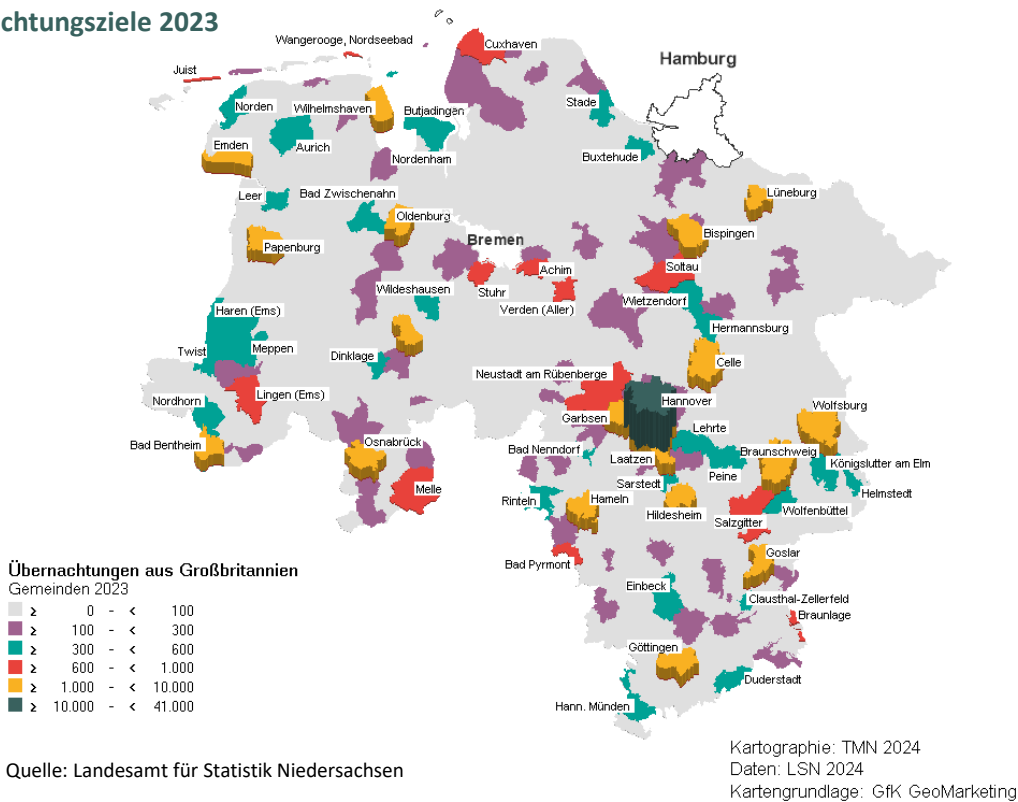 chtungsziele 2023
Wangerooge, Nordseebad
Cuxhaven
Hamburg
Juist
Norden
Wilhelmshaven
Butjadingen
Stade
Emden
Aurich
Nordenham
Buxtehude
Leer
Bad Zwischenahn
Lüneburg
Oldenburg
Papenburg
Bremen
Bispingen
Achim
Soltau
Wildeshausen
Stuhr
Verden (Aller)
Wietzendorf
Haren (Ems)
Hermannsburg
Twist
Meppen
Dinklage
Celle
Neustadt am Rübenberge
Nordhorn
Lingen (Ems)
Hannover
Wolfsburg
Garbsen
Lehrte
Bad Bentheim
Osnabrück
Bad Nenndorf
Laatzen
Braunschweig
Königslutter am Elm
Peine
Sarstedt
Melle
Rinteln
Hameln
Helmstedt
Hildesheim
Wolfenbüttel
Salzgitter
Bad Pyrmont
Goslar
Einbeck
Clausthal-Zellerfeld
Braunlage
Göttingen
Duderstadt
Hann. Münden
Übernachtungen aus Großbritannien
Gemeinden 2023
≥ 0 - < 100
≥ 100 - < 300
≥ 300 - < 600
≥ 600 - < 1.000
≥ 1.000 - < 10.000
≥ 10.000 - < 41.000
Quelle: Landesamt für Statistik Niedersachsen
Kartographie: TMN 2024
Daten: LSN 2024
Kartengrundlage: GfK GeoMarketing